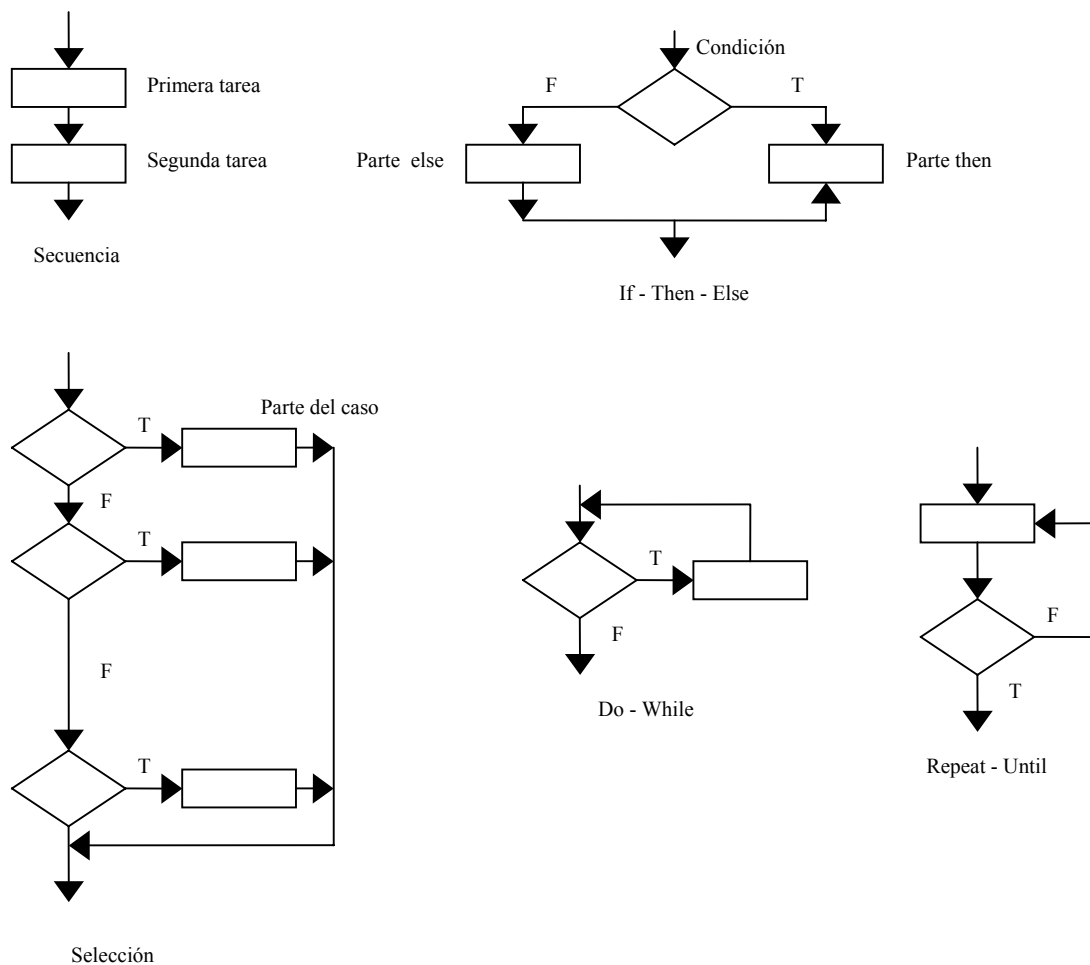 Primera tarea
Segunda tarea
Secuencia
Condición
F
T
Parte else
Parte then
If - Then - Else
Parte del caso
T
F
T
F
T
Selección
T
F
Do - While
F
T
Repeat - Until